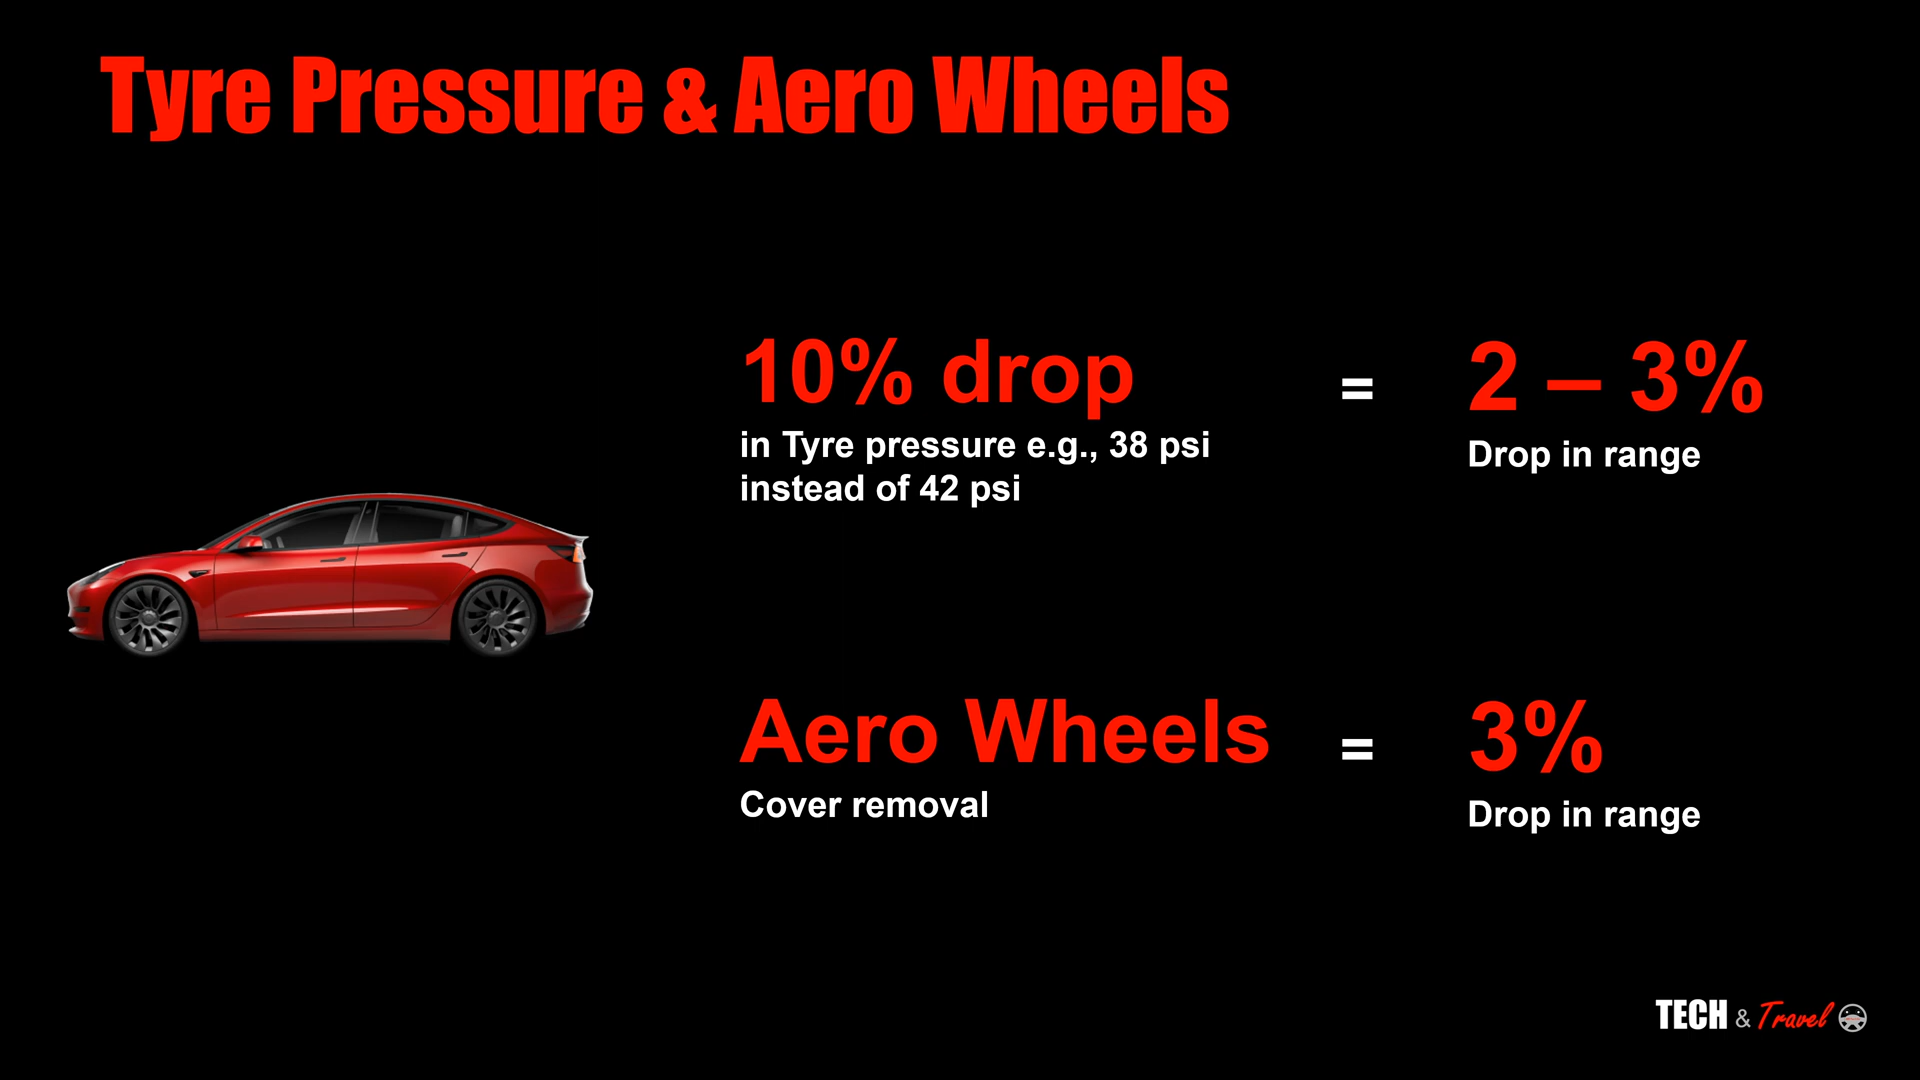 Tyre Pressure & Aero Wheels
10% drop
in Tyre pressure e.g., 38 psi
instead of 42 psi
=
2 – 3%
Drop in range
Aero Wheels
Cover removal
=
3%
Drop in range
TECH & Travel